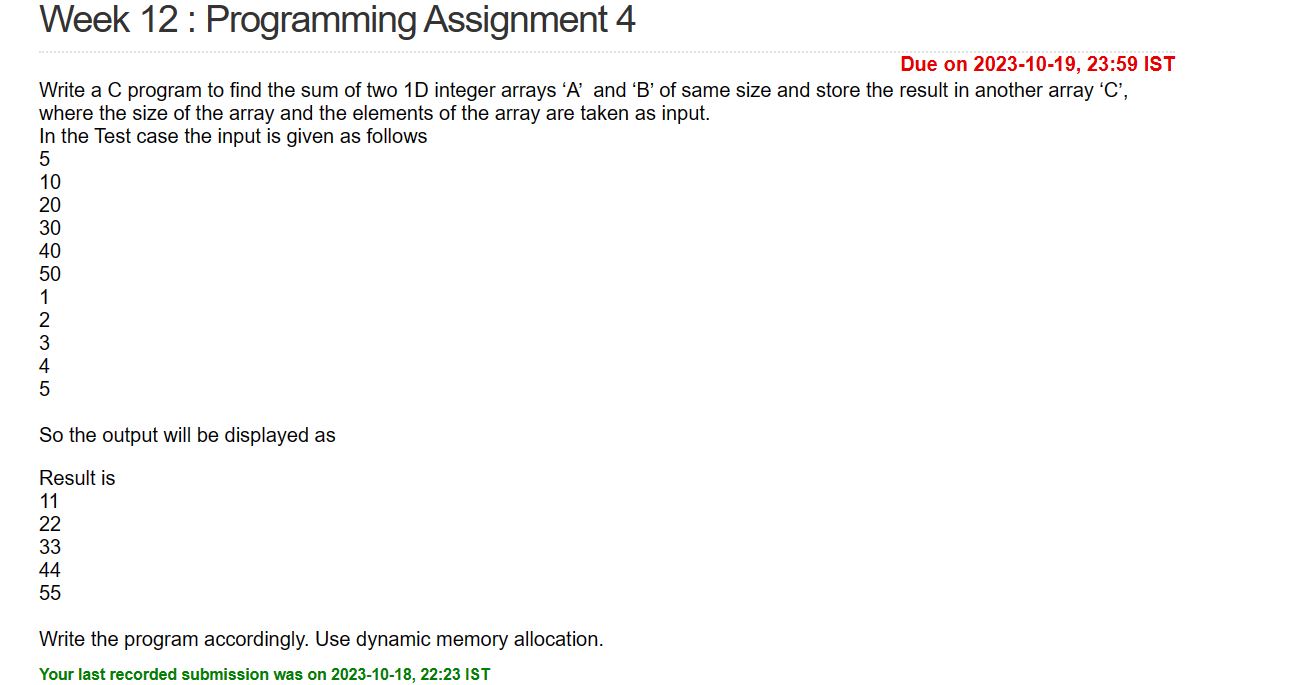 Week 12 : Programming Assignment 4
Due on 2023-10-19, 23:59 IST
Write a C program to find the sum of two 1D integer arrays ‘A’ and ‘B’ of same size and store the result in another array ‘C’,
where the size of the array and the elements of the array are taken as input.
In the Test case the input is given as follows
5
10
20
30
40
50
1
2
3
4
5
So the output will be displayed as
Result is
11
22
33
44
55
Write the program accordingly. Use dynamic memory allocation.
Your last recorded submission was on 2023-10-18, 22:23 IST